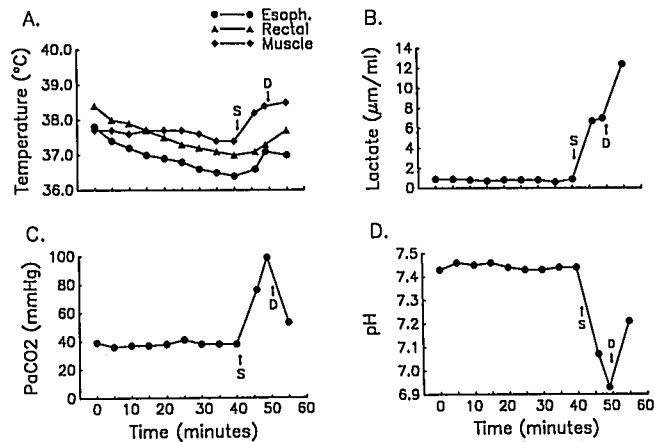 A.
Esoph.
Rectal
Muscle
Temperature (°C)
40.0
39.0
38.0
37.0
36.0
S
D
B.
Lactate (μm/ml)
14
12
10
8
6
4
2
0
S
D
C.
PaCO2 (mmHg)
100
80
60
40
20
0
S
D
0 10 20 30 40 50 60
Time (minutes)
D.
pH
7.5
7.4
7.3
7.2
7.1
7.0
6.9
S
D
0 10 20 30 40 50 60
Time (minutes)